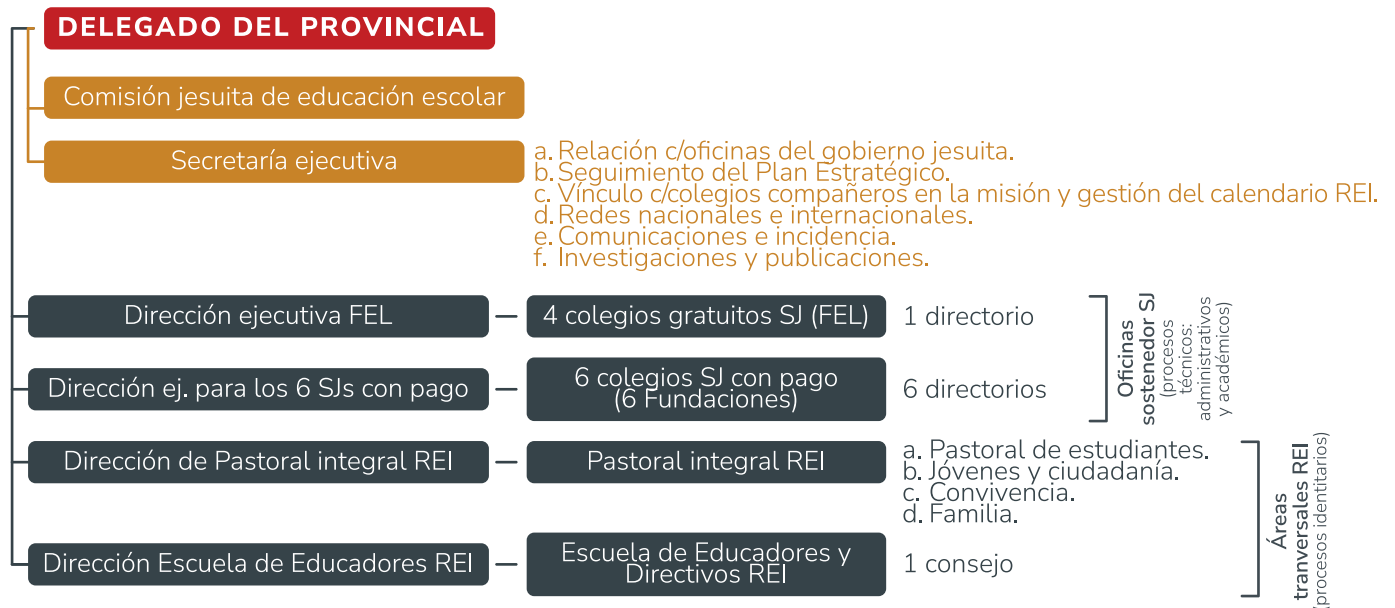 DELEGADO DEL PROVINCIAL
Comisión jesuita de educación escolar
Secretaría ejecutiva
a. Relación c/oficinas del gobierno jesuita.
b. Seguimiento del Plan Estratégico.
c. Vínculo c/colegios compañeros en la misión y gestión del calendario REI.
d. Redes nacionales e internacionales.
e. Comunicaciones e incidencia.
f. Investigaciones y publicaciones.
Dirección ejecutiva FEL
4 colegios gratuitos SJ (FEL)
1 directorio
Dirección ej. para los 6 SJs con pago
6 colegios SJ con pago
(6 Fundaciones)
6 directorios
Oficinas
sostenedor SJ
(procesos
técnicos:
administrativos
y académicos)
Dirección de Pastoral integral REI
Pastoral integral REI
a. Pastoral de estudiantes.
b. Jóvenes y ciudadanía.
c. Convivencia.
d. Familia.
Dirección Escuela de Educadores REI
Escuela de Educadores y
Directivos REI
1 consejo
Áreas
tranversales REI
(procesos identitarios)